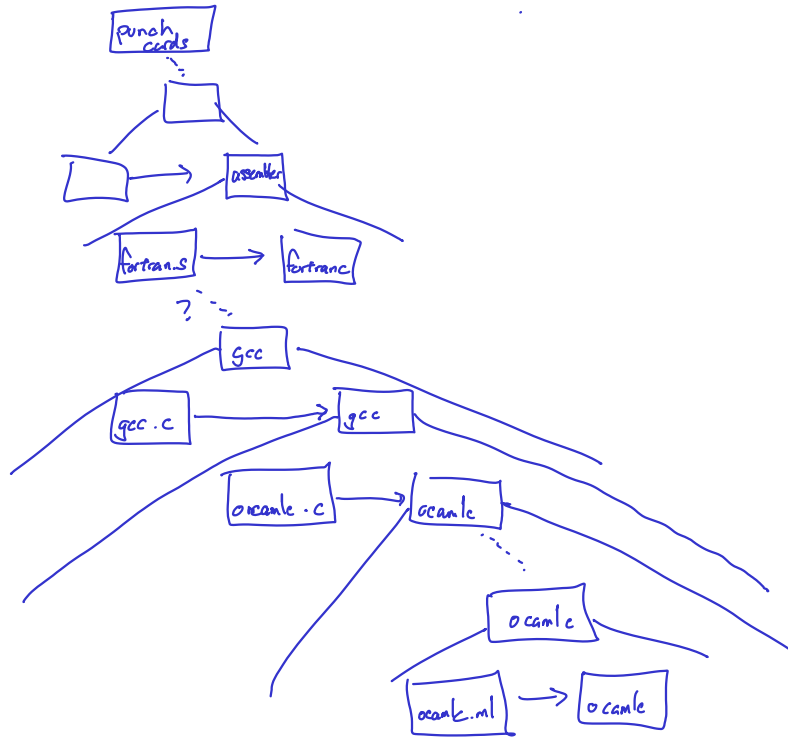 punch
cards
assembler
fortran.s
fortranc
?
gcc
gcc.c
gcc
ocamlc.c
ocamlc
ocamlc
ocamlc.ml
ocamlc